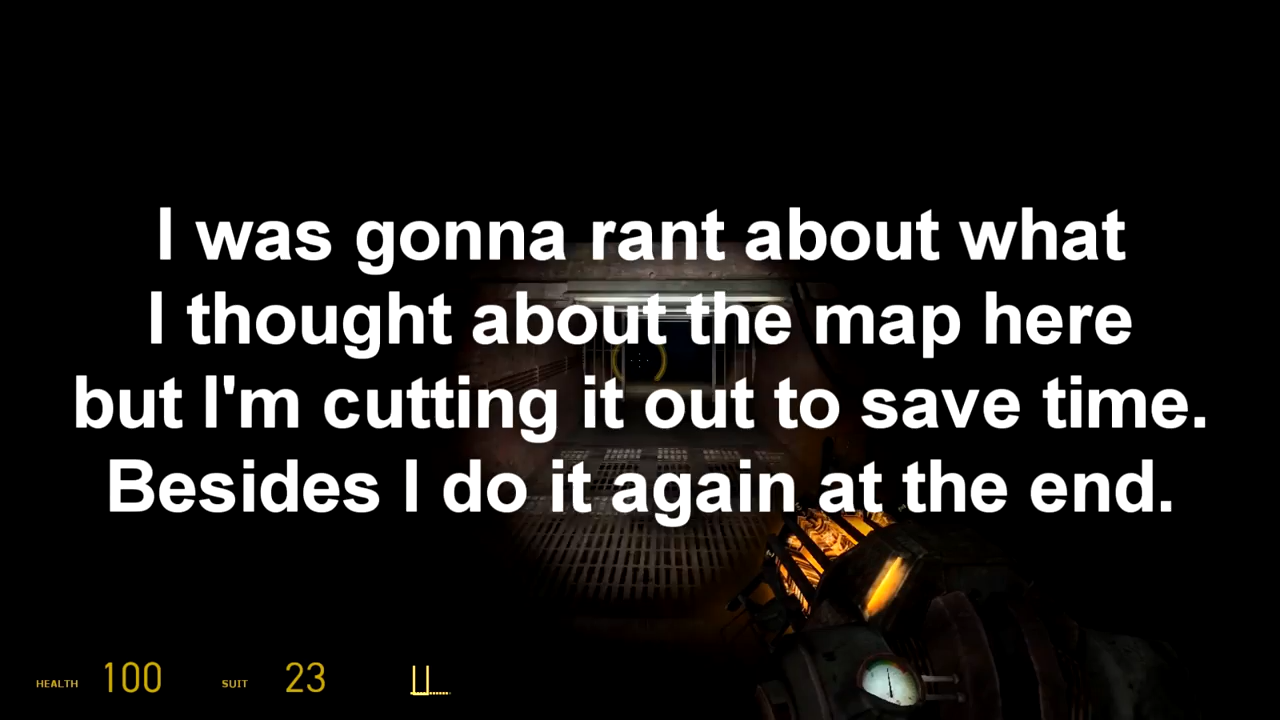 I was gonna rant about what
I thought about the map here
but I'm cutting it out to save time.
Besides I do it again at the end.
HEALTH 100 SUIT 23